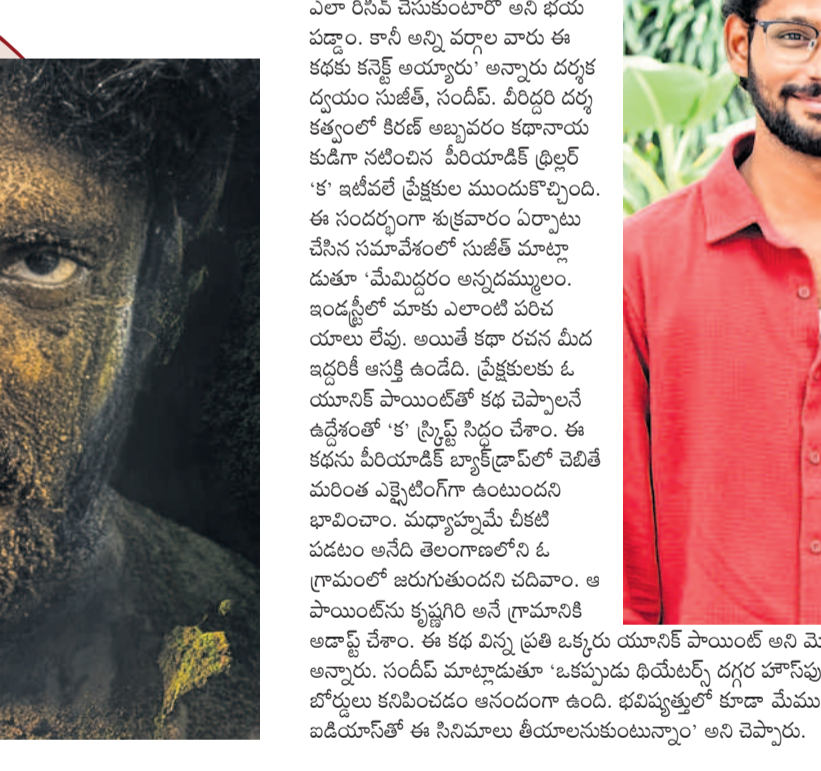 ఎలా రిసీవ్ చేసుకుంటారో అని భయ
పడ్డాం. కానీ అన్ని వర్గాల వారు ఈ
కథకు కనెక్ట్ అయ్యారు’ అన్నారు దర్శక
ద్వయం సుజీత్, సందీప్. వీరిద్దరి దర్శ
కత్వంలో కిరణ్ అబ్బవరం కథానాయ
కుడిగా నటించిన పీరియాడిక్ థ్రిల్లర్
‘క’ ఇటీవలే ప్రేక్షకుల ముందుకొచ్చింది.
ఈ సందర్భంగా శుక్రవారం ఏర్పాటు
చేసిన సమావేశంలో సుజీత్ మాట్లా
డుతూ ‘మేమిద్దరం అన్నదమ్ములం.
ఇండస్ట్రీలో మాకు ఎలాంటి పరిచ
యాలు లేవు. అయితే కథా రచన మీద
ఇద్దరికీ ఆసక్తి ఉండేది. ప్రేక్షకులకు ఓ
యూనిక్ పాయింట్‌తో కథ చెప్పాలనే
ఉద్దేశంతో ‘క’ స్క్రిప్ట్ సిద్ధం చేశాం. ఈ
కథను పీరియాడిక్ బ్యాక్‌డ్రాప్‌లో చెబితే
మరింత ఎక్సైటింగ్‌గా ఉంటుందని
భావించాం. మధ్యాహ్నమే చీకటి
పడటం అనేది తెలంగాణలోని ఓ
గ్రామంలో జరుగుతుందని చదివాం. ఆ
పాయింట్‌ను కృష్ణగిరి అనే గ్రామానికి
అడాప్ట్ చేశాం. ఈ కథ విన్న ప్రతి ఒక్కరు యూనిక్ పాయింట్ అని
అన్నారు. సందీప్ మాట్లాడుతూ ‘ఒకప్పుడు థియేటర్స్ దగ్గర
బోర్డులు కనిపించడం ఆనందంగా ఉంది. భవిష్యత్తులో కూడా మేము
ఐడియాస్‌తో ఈ సినిమాలు తీయాలనుకుంటున్నాం’ అని చెప్పారు.